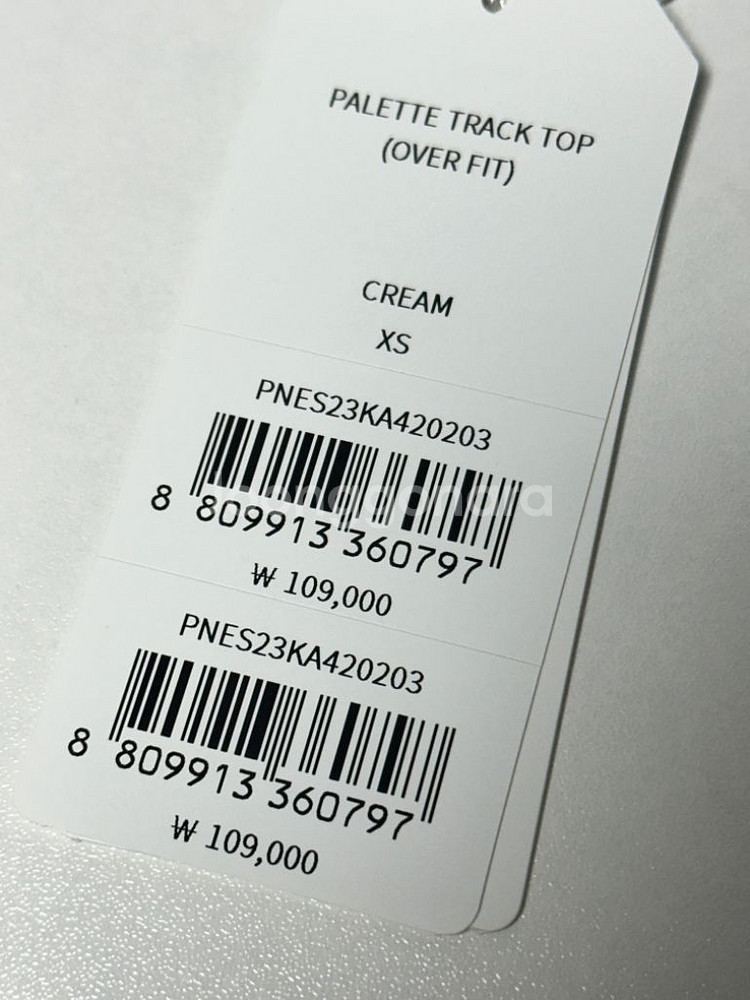 PALETTE TRACK TOP
(OVER FIT)
CREAM
XS
PNES23KA420203
8 809913 360797
₩ 109,000
PNES23KA420203
8 809913 360797
₩ 109,000